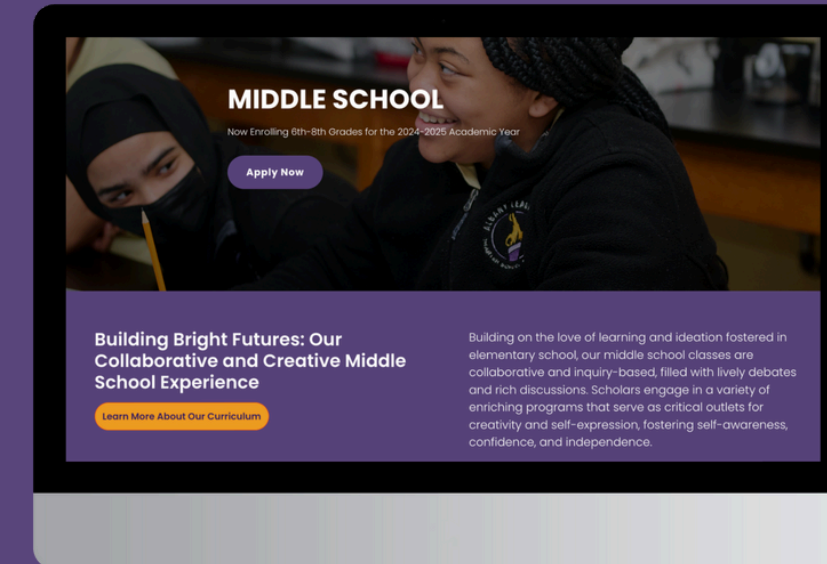 MIDDLE SCHOOL
Now Enrolling 6th-8th Grades for the 2024-2025 Academic Year
Apply Now
Building Bright Futures: Our
Collaborative and Creative Middle
School Experience
Learn More About Our Curriculum
Building on the love of learning and ideation fostered in
elementary school, our middle school classes are
collaborative and inquiry-based, filled with lively debates
and rich discussions. Scholars engage in a variety of
enriching programs that serve as critical outlets for
creativity and self-expression, fostering self-awareness,
confidence, and independence.